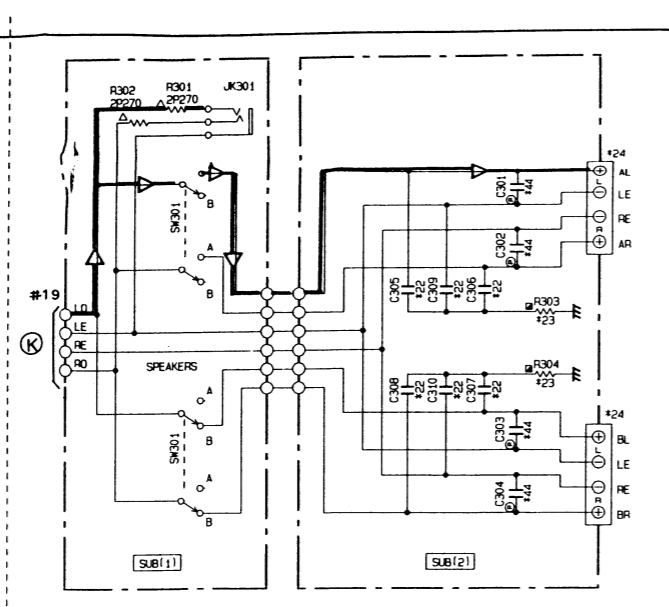 R302
2P270
R301
2P270
JK301
*24
AL
L
LE
RE
R
AR
C301
*44
C302
*44
B
SW301
A
B
C305
*22
C309
*22
C306
*22
R303
*23
#19
LO
LE
RE
RO
K
SPEAKERS
C308
*22
C310
*22
C307
*22
R304
*23
A
B
SW301
A
B
C303
*44
C304
*44
*24
BL
L
LE
RE
R
BR
SUB(1)
SUB(2)